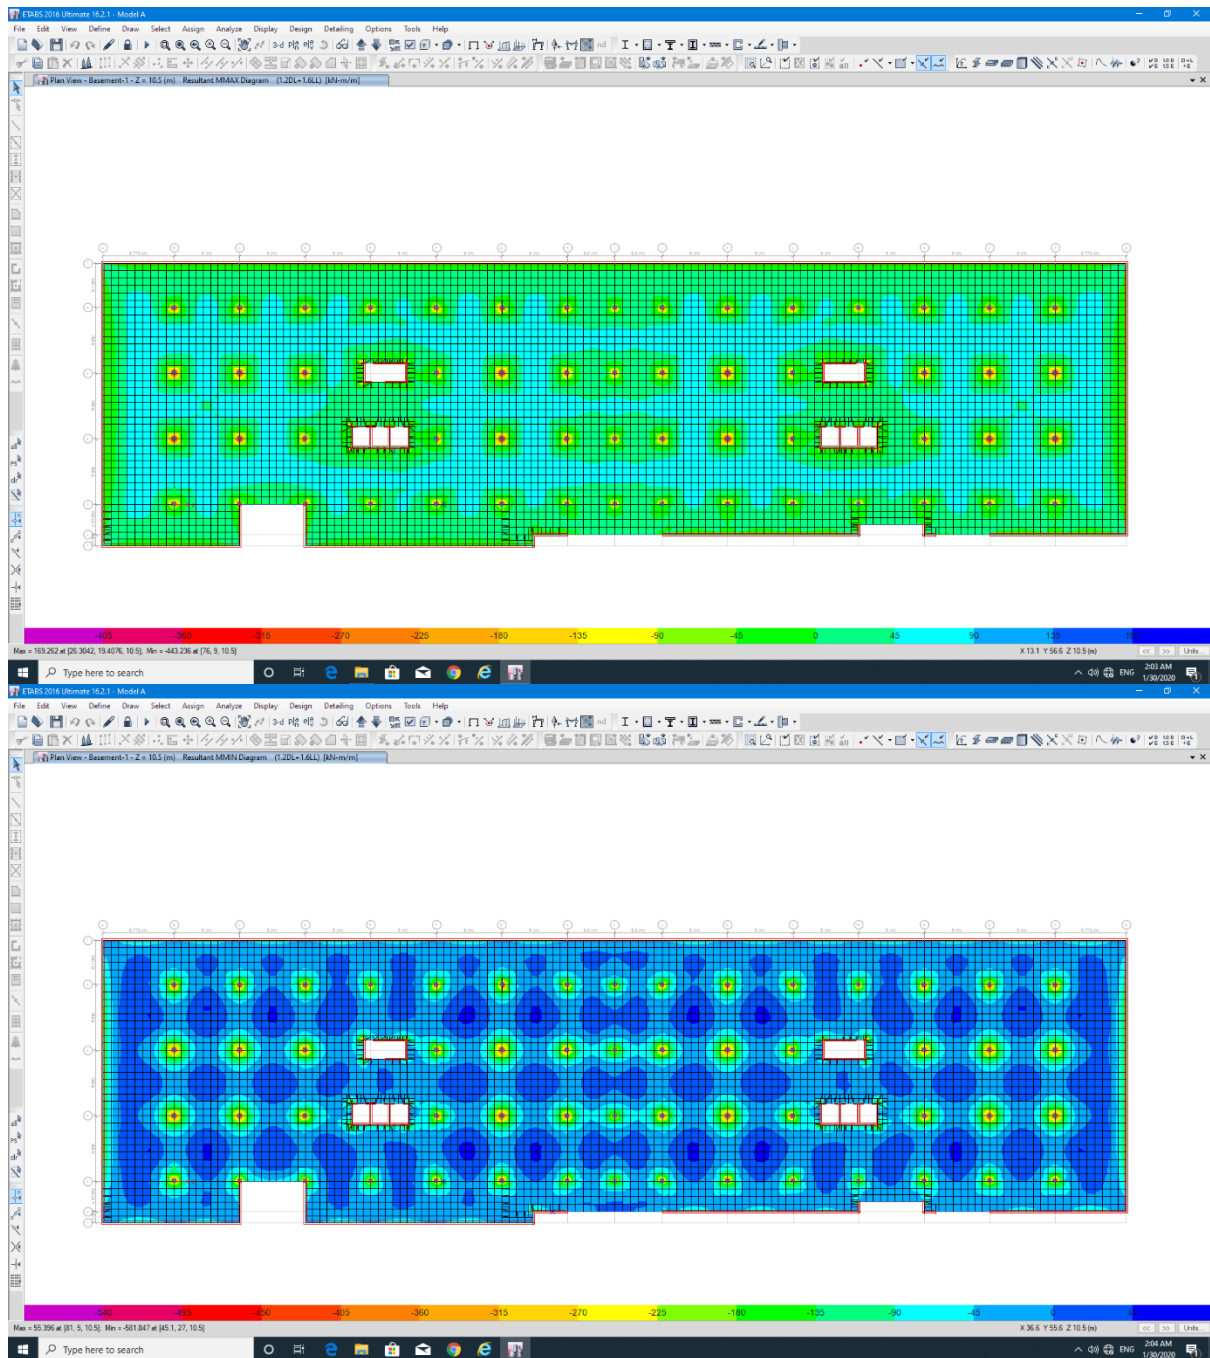 ETABS 2016 Ultimate 16.2.1 - Model A
File Edit View Define Draw Select Assign Analyze Display Design Detailing Options Tools Help
Plan View - Basement-1 - Z = 10.5 (m) Resultant MMAX Diagram (1.2DL+1.6LL) [kN-m/m]
-405 -360 -315 -270 -225 -180 -135 -90 -45 0 45 90 135
Max = 169.262 at [26.3042, 19.4076, 10.5]; Min = -443.236 at [76, 9, 10.5]
X 13.1 Y 56.6 Z 10.5 (m)
Units...
Type here to search
ENG
2:03 AM
1/30/2020
ETABS 2016 Ultimate 16.2.1 - Model A
File Edit View Define Draw Select Assign Analyze Display Design Detailing Options Tools Help
Plan View - Basement-1 - Z = 10.5 (m) Resultant MMIN Diagram (1.2DL+1.6LL) [kN-m/m]
-540 -495 -450 -405 -360 -315 -270 -225 -180 -135 -90 -45 0
Max = 55.396 at [81, 5, 10.5]; Min = -581.847 at [45.1, 27, 10.5]
X 36.6 Y 55.6 Z 10.5 (m)
Units...
Type here to search
ENG
2:04 AM
1/30/2020